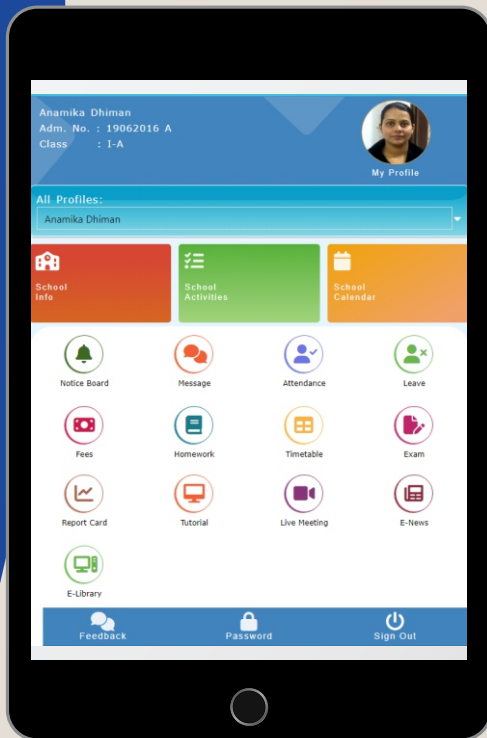 Anamika Dhiman
Adm. No. : 19062016 A
Class : I-A
My Profile
All Profiles:
Anamika Dhiman
School
Info
School
Activities
School
Calendar
Notice Board
Message
Attendance
Leave
Fees
Homework
Timetable
Exam
Report Card
Tutorial
Live Meeting
E-News
E-Library
Feedback
Password
Sign Out